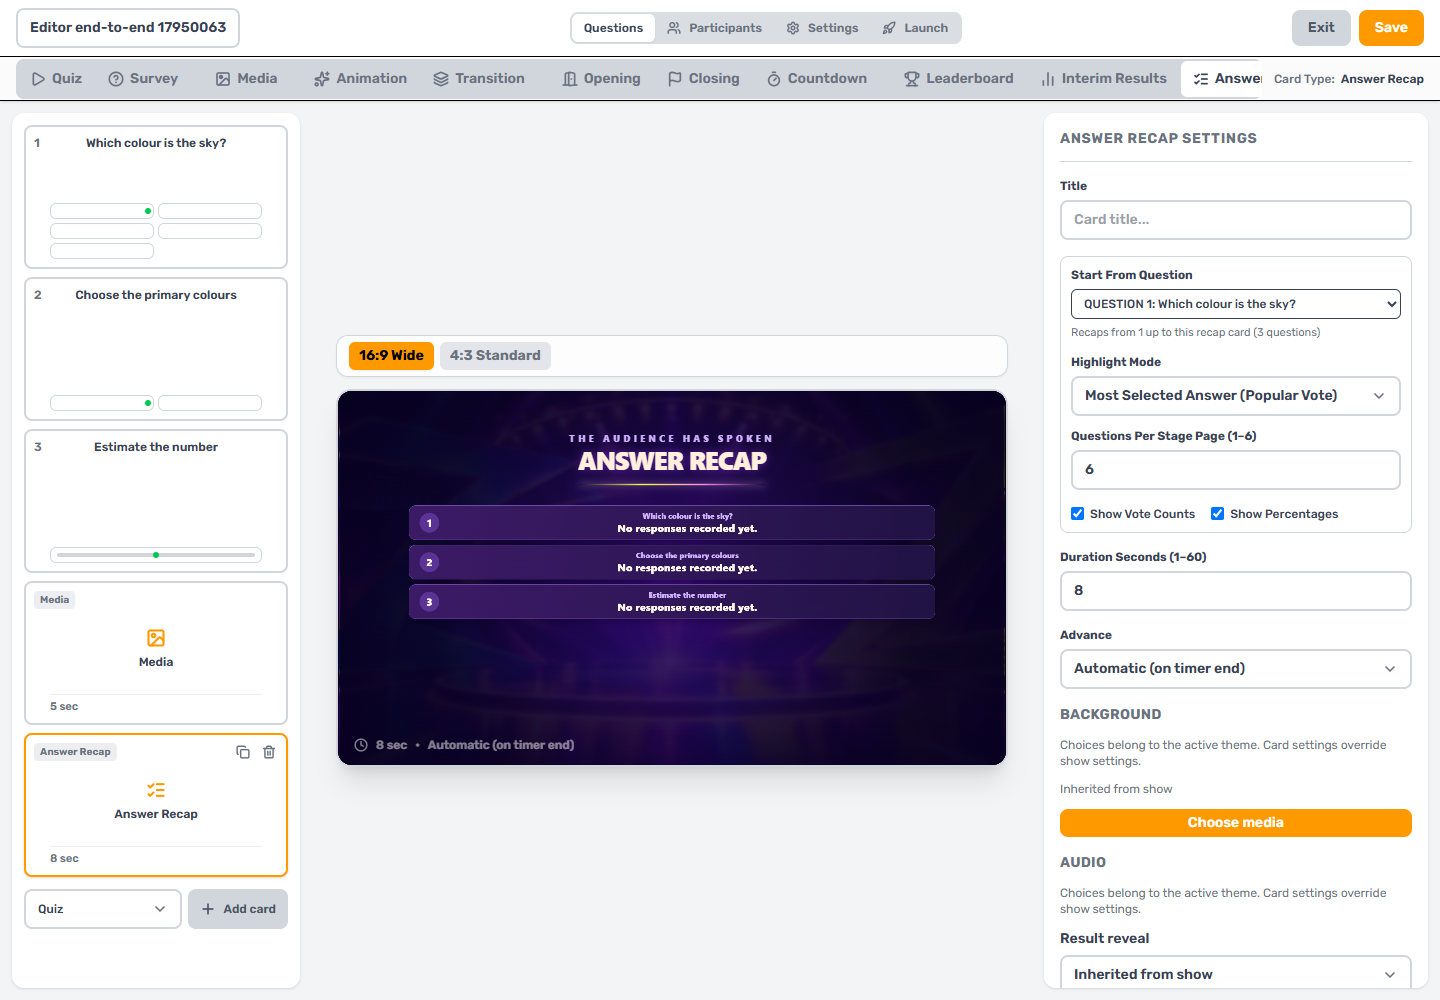 Editor end-to-end 17950063
Questions
Participants
Settings
Launch
Exit
Save
Quiz
Survey
Media
Animation
Transition
Opening
Closing
Countdown
Leaderboard
Interim Results
Answe
Card Type: Answer Recap
1
Which colour is the sky?
2
Choose the primary colours
3
Estimate the number
Media
Media
5 sec
Answer Recap
Answer Recap
8 sec
Quiz
Add card
16:9 Wide
4:3 Standard
THE AUDIENCE HAS SPOKEN
ANSWER RECAP
1
Which colour is the sky?
No responses recorded yet.
2
Choose the primary colours
No responses recorded yet.
3
Estimate the number
No responses recorded yet.
8 sec • Automatic (on timer end)
ANSWER RECAP SETTINGS
Title
Card title...
Start From Question
QUESTION 1: Which colour is the sky?
Recaps from 1 up to this recap card (3 questions)
Highlight Mode
Most Selected Answer (Popular Vote)
Questions Per Stage Page (1–6)
6
Show Vote Counts
Show Percentages
Duration Seconds (1–60)
8
Advance
Automatic (on timer end)
BACKGROUND
Choices belong to the active theme. Card settings override
show settings.
Inherited from show
Choose media
AUDIO
Choices belong to the active theme. Card settings override
show settings.
Result reveal
Inherited from show